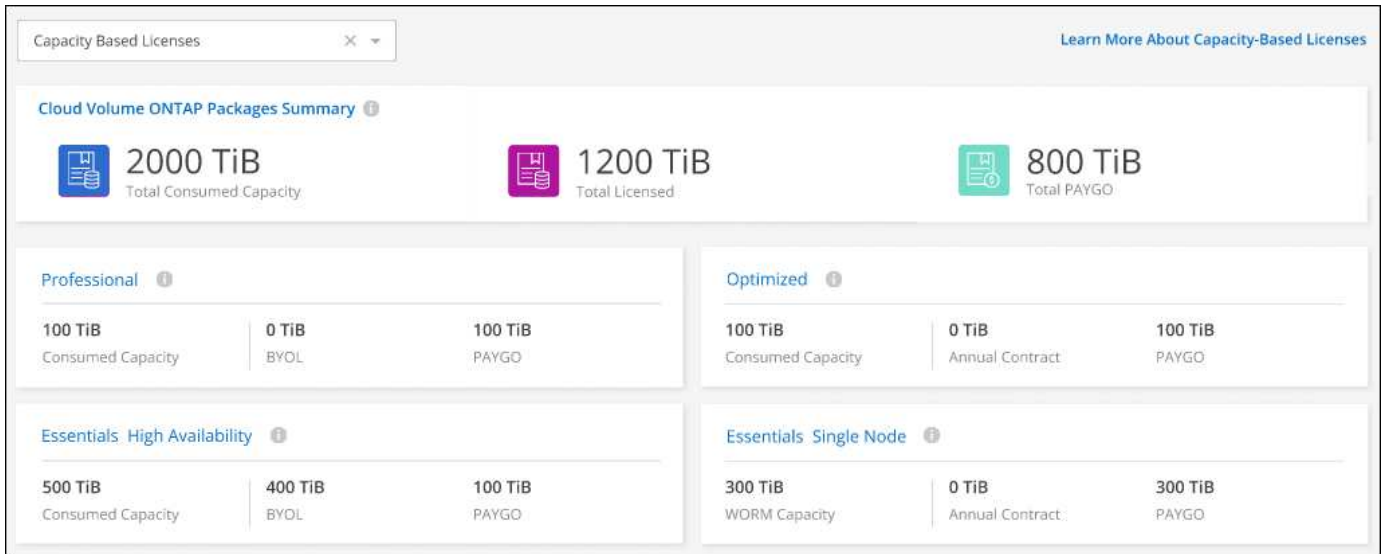 Capacity Based Licenses
Learn More About Capacity-Based Licenses
Cloud Volume ONTAP Packages Summary
2000 TiB
Total Consumed Capacity
1200 TiB
Total Licensed
800 TiB
Total PAYGO
Professional
100 TiB 0 TiB 100 TiB
Consumed Capacity BYOL PAYGO
Optimized
100 TiB 0 TiB 100 TiB
Consumed Capacity Annual Contract PAYGO
Essentials High Availability
500 TiB 400 TiB 100 TiB
Consumed Capacity BYOL PAYGO
Essentials Single Node
300 TiB 0 TiB 300 TiB
WORM Capacity Annual Contract PAYGO